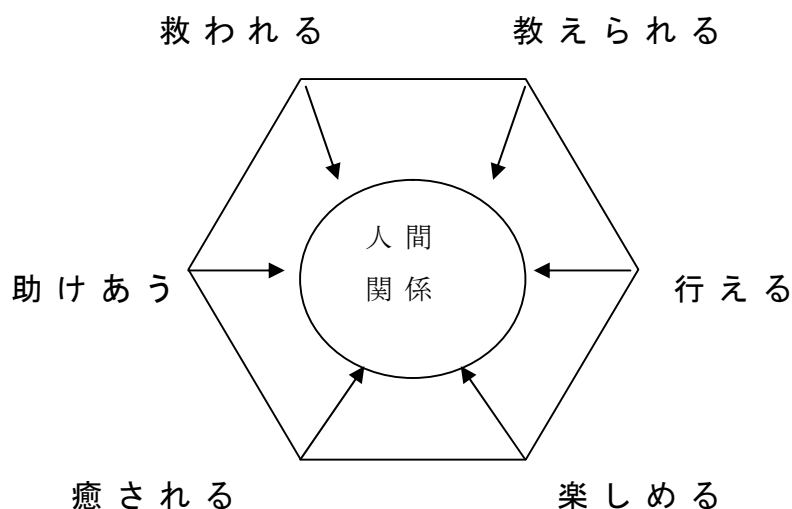 救われる
教えられる
人間
関係
助けあう
行える
癒される
楽しめる